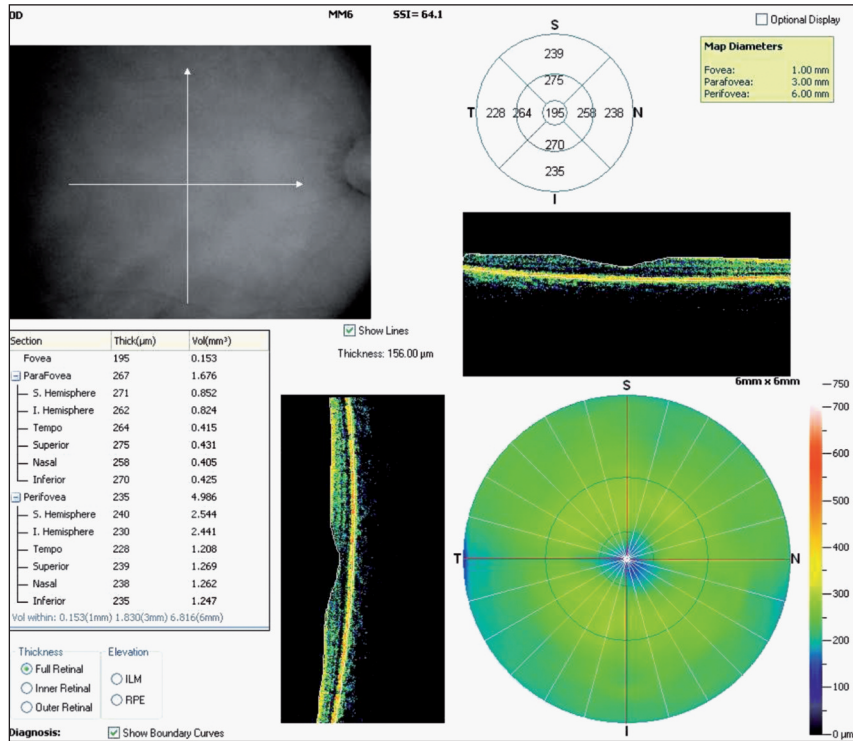 OD
MM6
SSI= 64.1
Optional Display
S
239
275
T 228 264 195 258 238 N
270
235
I
Map Diameters
Fovea: 1.00 mm
Parafovea: 3.00 mm
Perifovea: 6.00 mm
Show Lines
Thickness: 156.00 µm
Section Thick(µm) Vol(mm³)
Fovea 195 0.153
ParaFovea 267 1.676
S. Hemisphere 271 0.852
I. Hemisphere 262 0.824
Tempo 264 0.415
Superior 275 0.431
Nasal 258 0.405
Inferior 270 0.425
Perifovea 235 4.986
S. Hemisphere 240 2.544
I. Hemisphere 230 2.441
Tempo 228 1.208
Superior 239 1.269
Nasal 238 1.262
Inferior 235 1.247
Vol within: 0.153(1mm) 1.830(3mm) 6.816(6mm)
S
6mm x 6mm
T
N
I
750
700
600
500
400
300
200
100
0 µm
Thickness
Full Retinal
Inner Retinal
Outer Retinal
Elevation
ILM
RPE
Diagnosis:
Show Boundary Curves